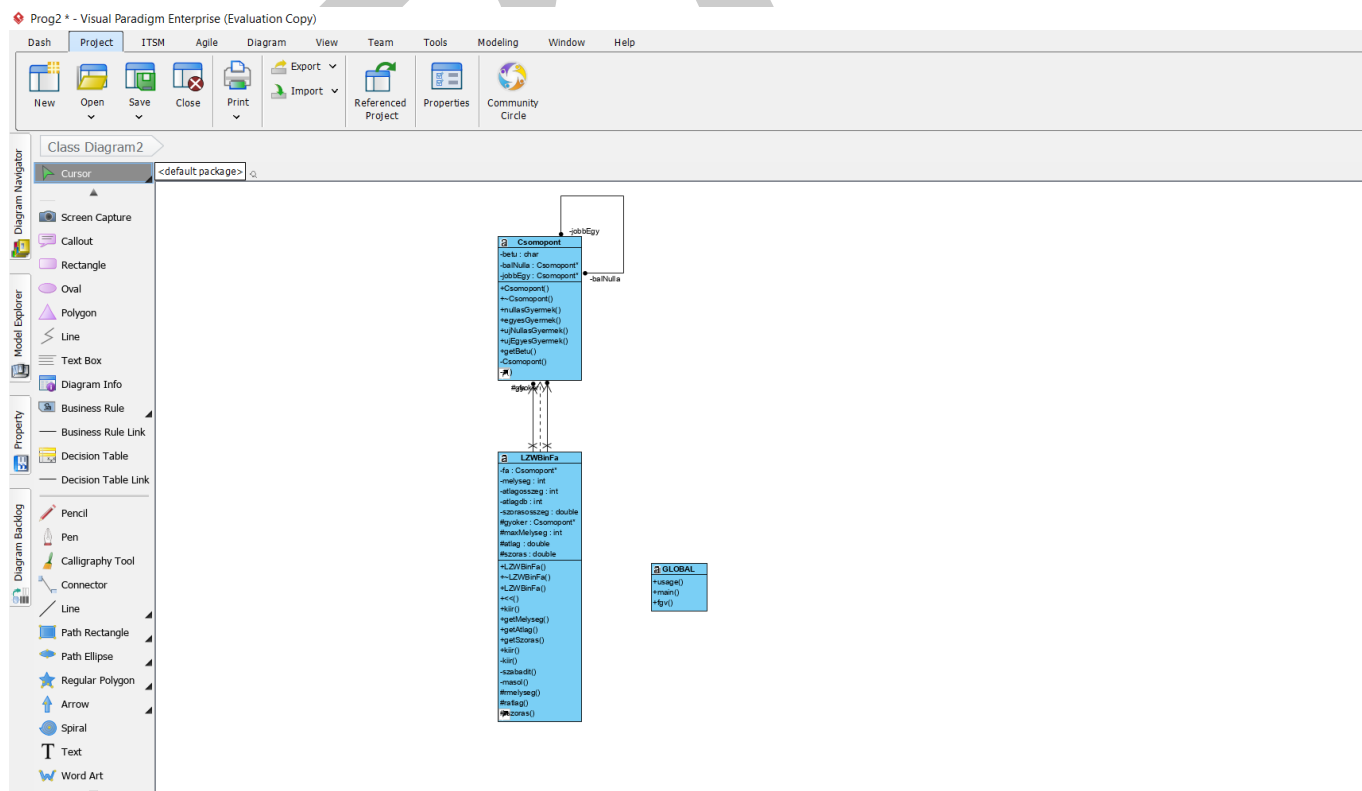 Prog2 * - Visual Paradigm Enterprise (Evaluation Copy)
Dash Project ITSM Agile Diagram View Team Tools Modeling Window Help
New Open Save Close Print Export Import Referenced Project Properties Community Circle
Class Diagram2
Diagram Navigator
Model Explorer
Property
Diagram Backlog
Cursor
<default package>
Screen Capture
Callout
Rectangle
Oval
Polygon
Line
Text Box
Diagram Info
Business Rule
Business Rule Link
Decision Table
Decision Table Link
Pencil
Pen
Calligraphy Tool
Connector
Line
Path Rectangle
Path Ellipse
Regular Polygon
Arrow
Spiral
T Text
Word Art
-jobbEgy
a Csomopont
-betu : char
-balNulla : Csomopont*
-jobbEgy : Csomopont*
-balNulla
+Csomopont()
+~Csomopont()
+nullasGyermek()
+egyesGyermek()
+ujNullasGyermek()
+ujEgyesGyermek()
+getBetu()
-Csomopont()
a LZWBinFa
-fa : Csomopont*
-melyseg : int
-atlagosszeg : int
-atlagdb : int
-szorasosszeg : double
#gyoker : Csomopont*
#maxMelyseg : int
#atlag : double
#szoras : double
+LZWBinFa()
+~LZWBinFa()
+LZWBinFa()
+<<()
+kiir()
+getMelyseg()
+getAtlag()
+getSzoras()
+kiir()
-kiir()
-szabadit()
-masol()
#rmelyseg()
#ratlag()
a GLOBAL
+usage()
+main()
+fgv()